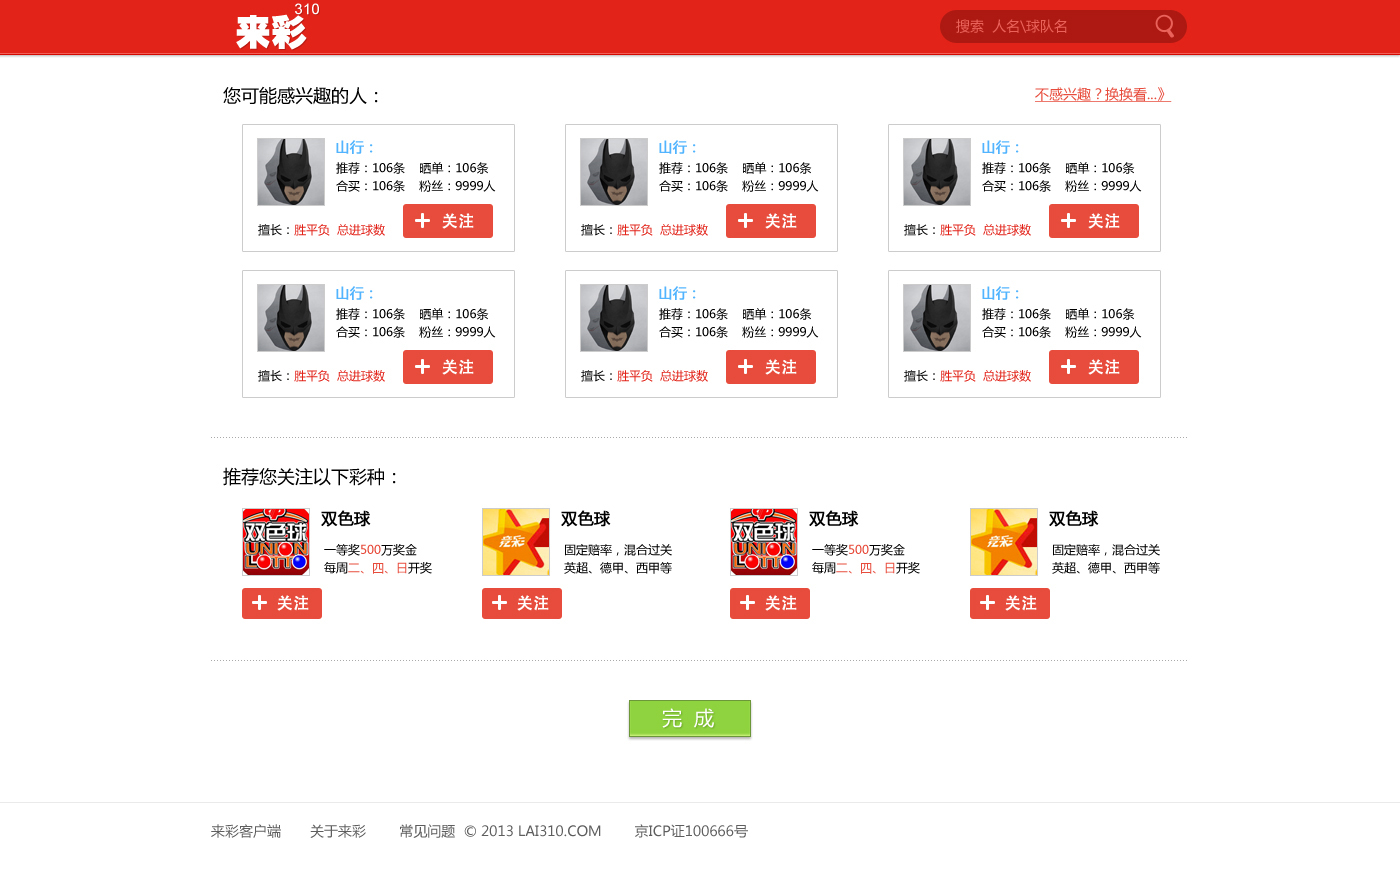 来彩310
搜索 人名\球队名
您可能感兴趣的人：
不感兴趣？换换看...》
山行：
推荐：106条 晒单：106条
合买：106条 粉丝：9999人
擅长：胜平负 总进球数
+ 关注
山行：
推荐：106条 晒单：106条
合买：106条 粉丝：9999人
擅长：胜平负 总进球数
+ 关注
山行：
推荐：106条 晒单：106条
合买：106条 粉丝：9999人
擅长：胜平负 总进球数
+ 关注
山行：
推荐：106条 晒单：106条
合买：106条 粉丝：9999人
擅长：胜平负 总进球数
+ 关注
山行：
推荐：106条 晒单：106条
合买：106条 粉丝：9999人
擅长：胜平负 总进球数
+ 关注
山行：
推荐：106条 晒单：106条
合买：106条 粉丝：9999人
擅长：胜平负 总进球数
+ 关注
推荐您关注以下彩种：
双色球
UNION
LOTTO
双色球
一等奖500万奖金
每周二、四、日开奖
+ 关注
竞彩
双色球
固定赔率，混合过关
英超、德甲、西甲等
+ 关注
双色球
UNION
LOTTO
双色球
一等奖500万奖金
每周二、四、日开奖
+ 关注
竞彩
双色球
固定赔率，混合过关
英超、德甲、西甲等
+ 关注
完 成
来彩客户端 关于来彩 常见问题 © 2013 LAI310.COM 京ICP证100666号